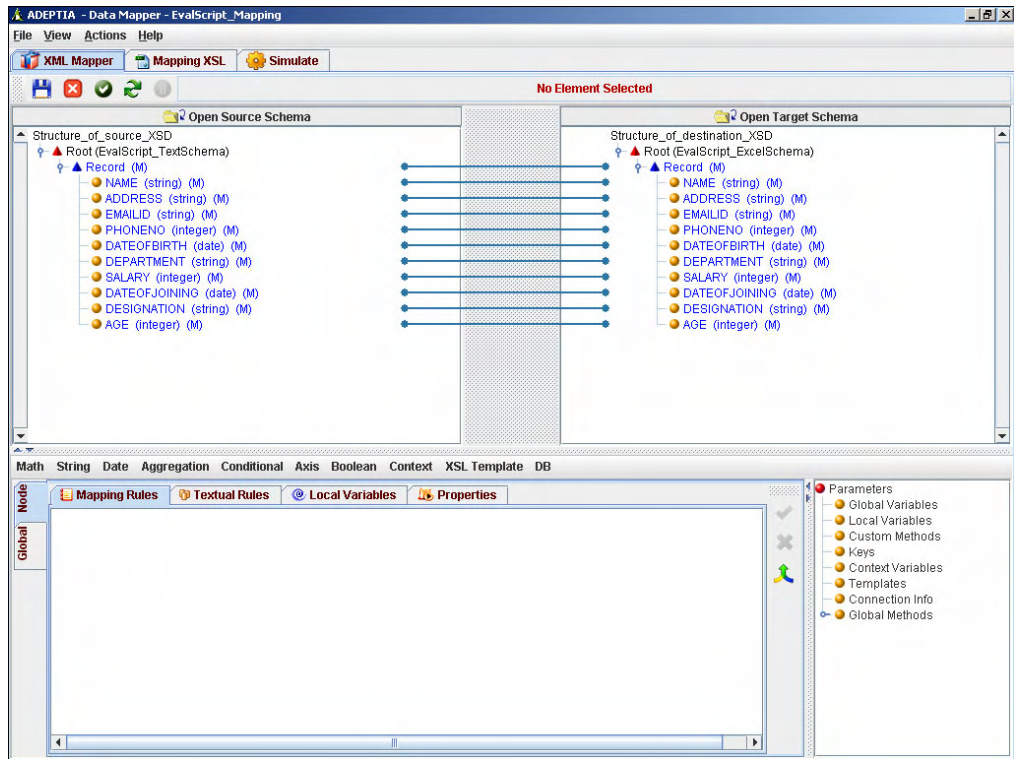 ADEPTIA - Data Mapper - EvalScript_Mapping
File View Actions Help
XML Mapper Mapping XSL Simulate
No Element Selected
Open Source Schema
Structure_of_source_XSD
Root (EvalScript_TextSchema)
Record (M)
NAME (string) (M)
ADDRESS (string) (M)
EMAILID (string) (M)
PHONENO (integer) (M)
DATEOFBIRTH (date) (M)
DEPARTMENT (string) (M)
SALARY (integer) (M)
DATEOFJOINING (date) (M)
DESIGNATION (string) (M)
AGE (integer) (M)
Open Target Schema
Structure_of_destination_XSD
Root (EvalScript_ExcelSchema)
Record (M)
NAME (string) (M)
ADDRESS (string) (M)
EMAILID (string) (M)
PHONENO (integer) (M)
DATEOFBIRTH (date) (M)
DEPARTMENT (string) (M)
SALARY (integer) (M)
DATEOFJOINING (date) (M)
DESIGNATION (string) (M)
AGE (integer) (M)
Math String Date Aggregation Conditional Axis Boolean Context XSL Template DB
Node
Global
Mapping Rules Textual Rules Local Variables Properties
Parameters
Global Variables
Local Variables
Custom Methods
Keys
Context Variables
Templates
Connection Info
Global Methods